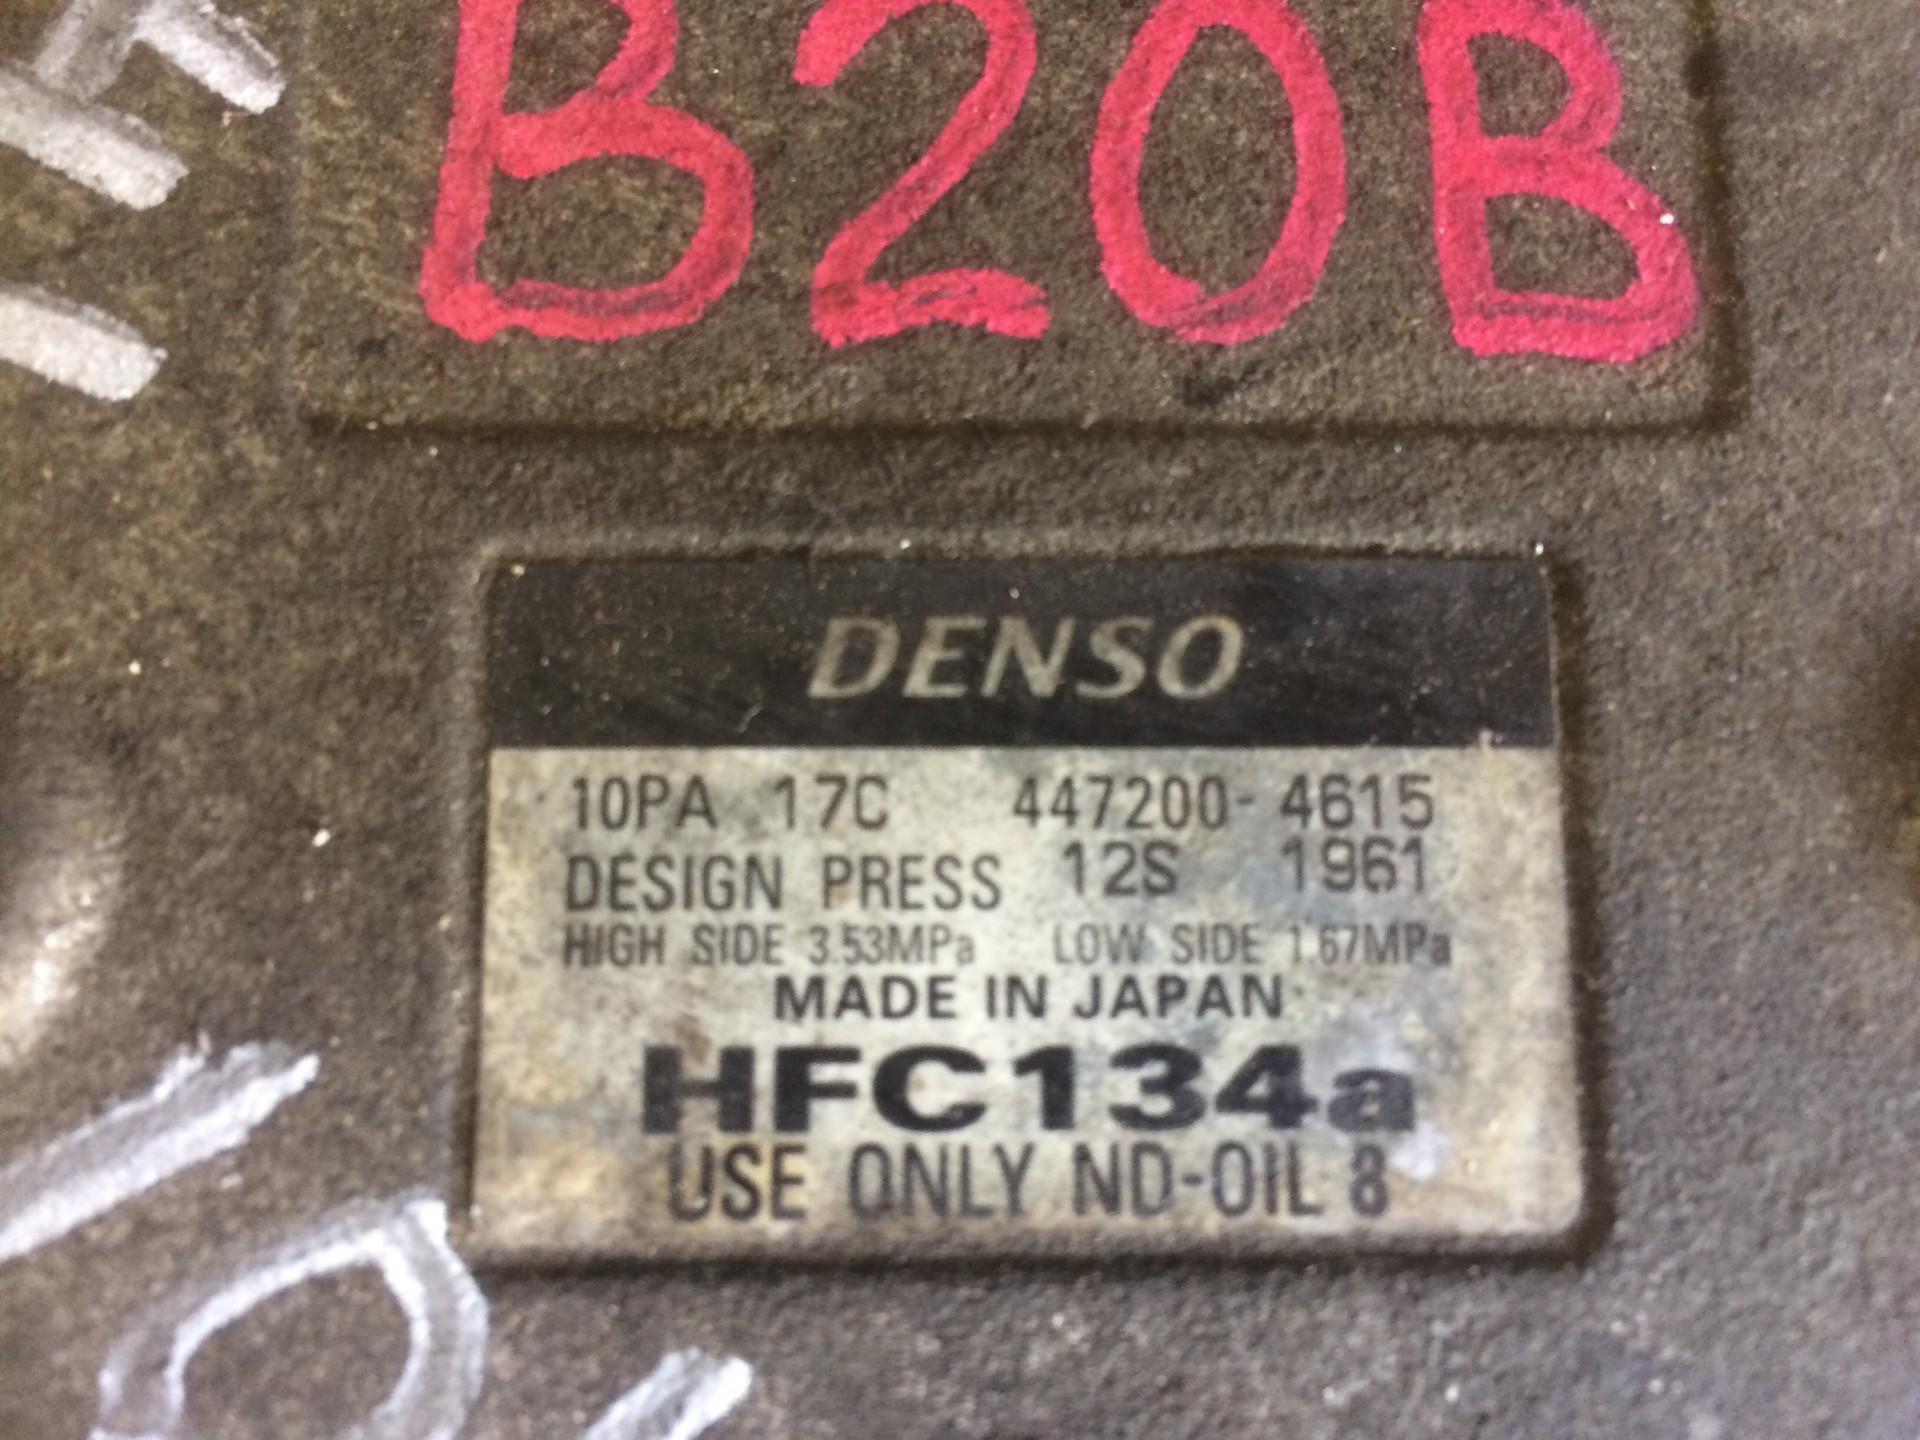 B20B
DENSO
10PA 17C 447200-4615
DESIGN PRESS 12S 1961
HIGH SIDE 3.53MPa LOW SIDE 1.67MPa
MADE IN JAPAN
HFC134a
USE ONLY ND-OIL 8